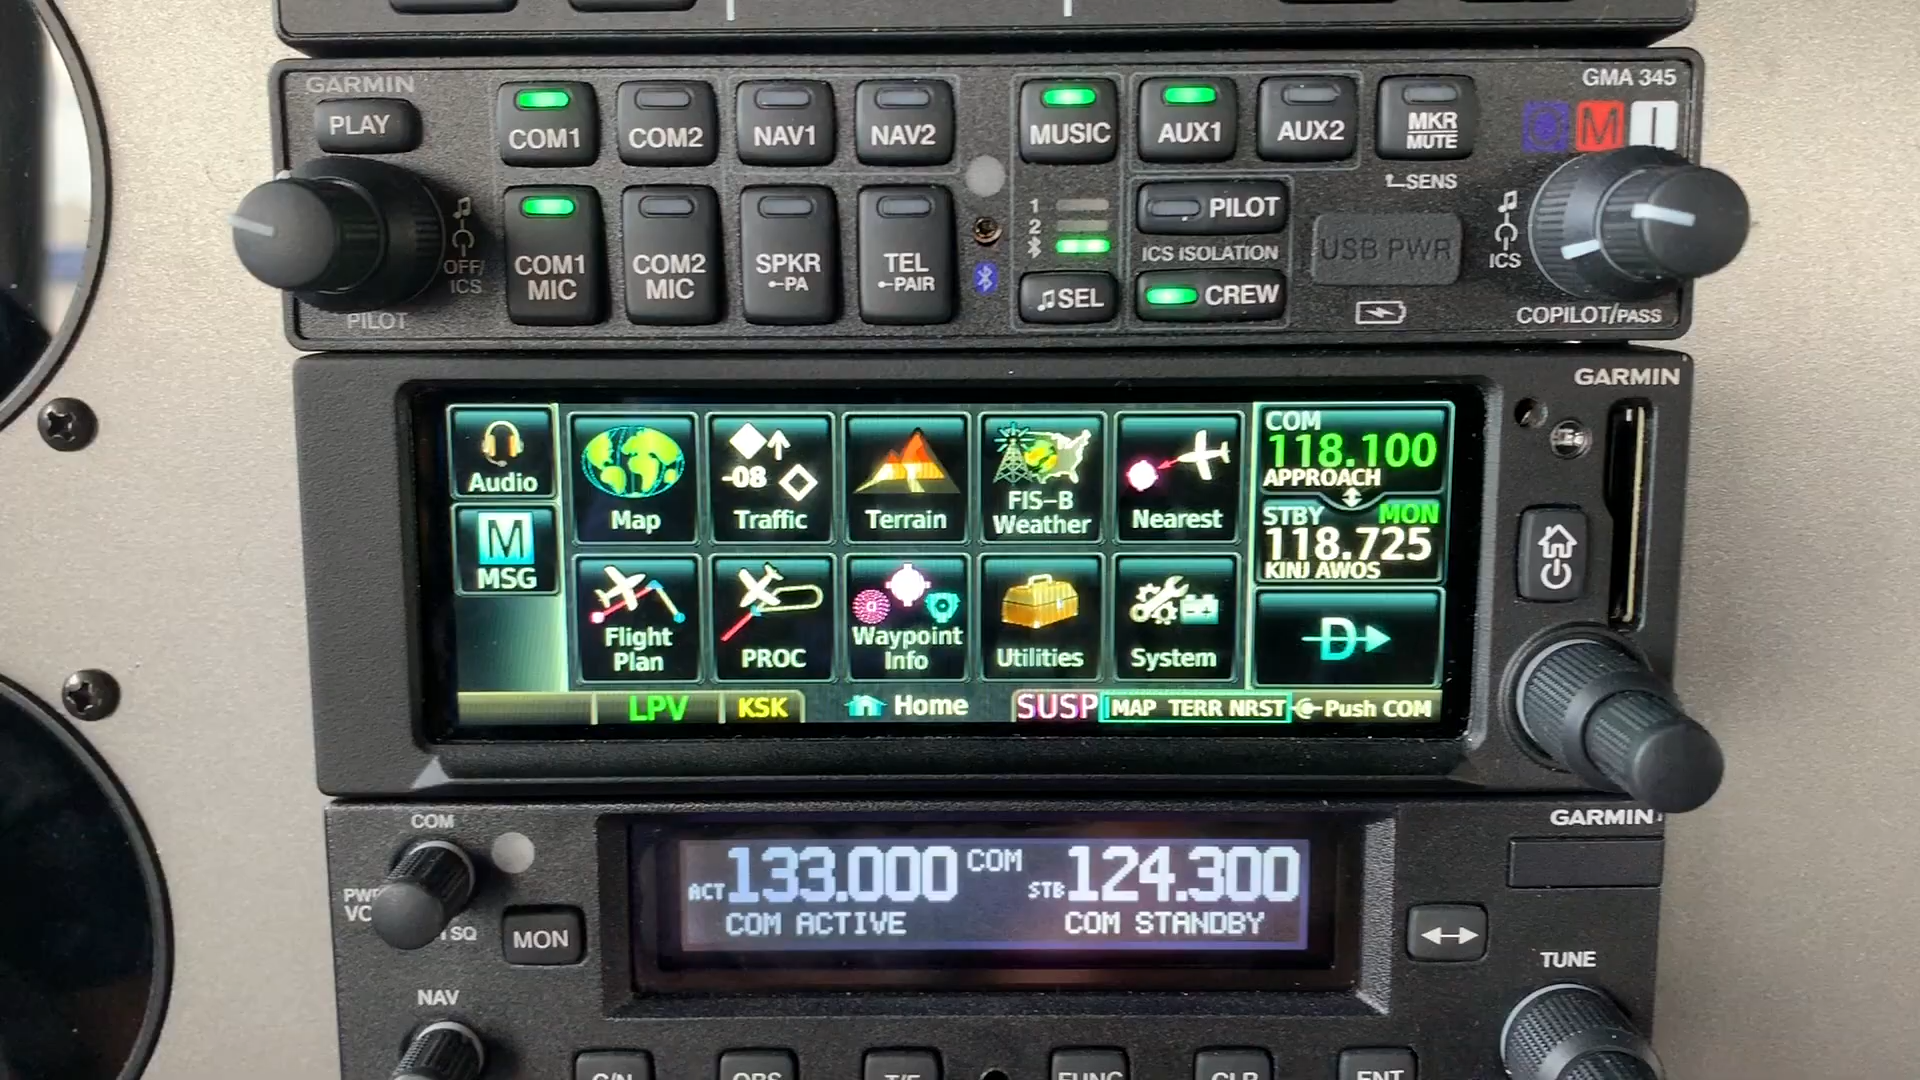 GARMIN
GMA 345
PLAY
COM1
COM2
NAV1
NAV2
MUSIC
AUX1
AUX2
MKR
MUTE
M
SENS
COM1
MIC
COM2
MIC
SPKR
PA
TEL
PAIR
1
2
SEL
PILOT
ICS ISOLATION
CREW
USB PWR
OFF/
ICS
PILOT
ICS
COPILOT/PASS
GARMIN
Audio
M
MSG
Map
-08
Traffic
Terrain
FIS-B
Weather
Nearest
Flight
Plan
PROC
Waypoint
Info
Utilities
System
COM
118.100
APPROACH
STBY MON
118.725
KINJ AWOS
D
LPV
KSK
Home
SUSP
MAP TERR NRST
Push COM
GARMIN
COM
MON
ACT 133.000 COM STB 124.300
COM ACTIVE COM STANDBY
SQ
TUNE
NAV
OBS
FUNC
CLR
ENT